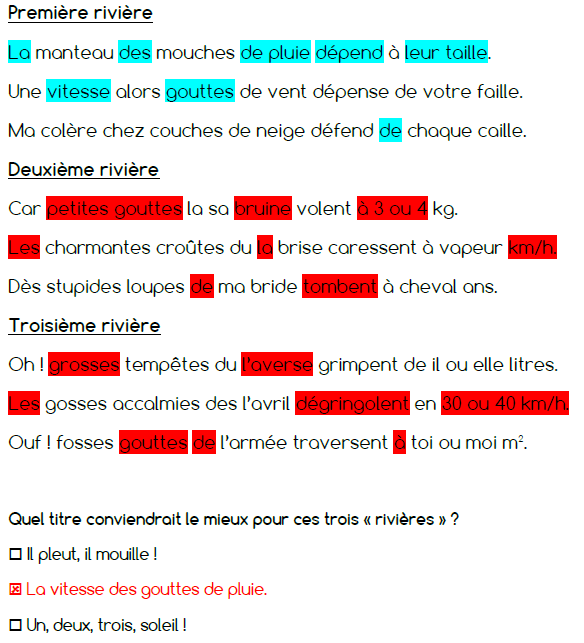 Première rivière
La manteau des mouches de pluie dépend à leur taille.
Une vitesse alors gouttes de vent dépense de votre faille.
Ma colère chez couches de neige défend de chaque caille.
Deuxième rivière
Car petites gouttes la sa bruine volent à 3 ou 4 kg.
Les charmantes croûtes du la brise caressent à vapeur km/h.
Dès stupides loupes de ma bride tombent à cheval ans.
Troisième rivière
Oh ! grosses tempêtes du l'averse grimpent de il ou elle litres.
Les gosses accalmies des l'avril dégringolent en 30 ou 40 km/h.
Ouf ! fosses gouttes de l'armée traversent à toi ou moi m².
Quel titre conviendrait le mieux pour ces trois « rivières » ?
☐ Il pleut, il mouille !
☒ La vitesse des gouttes de pluie.
☐ Un, deux, trois, soleil !